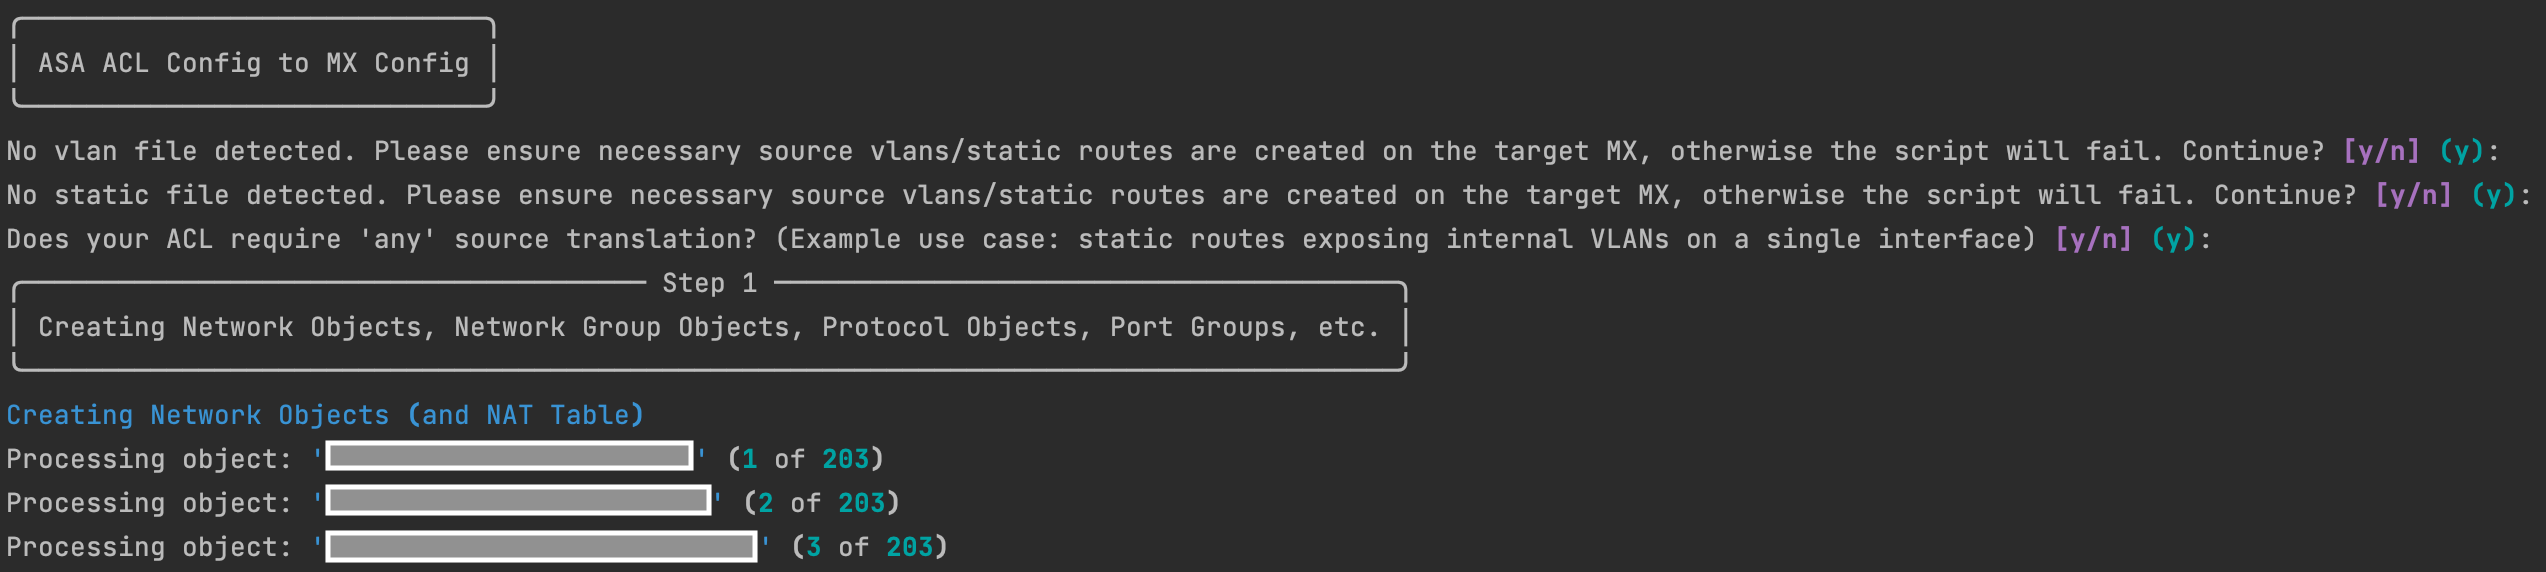 ASA ACL Config to MX Config
No vlan file detected. Please ensure necessary source vlans/static routes are created on the target MX, otherwise the script will fail. Continue? [y/n] (y):
No static file detected. Please ensure necessary source vlans/static routes are created on the target MX, otherwise the script will fail. Continue? [y/n] (y):
Does your ACL require 'any' source translation? (Example use case: static routes exposing internal VLANs on a single interface) [y/n] (y):
Step 1
Creating Network Objects, Network Group Objects, Protocol Objects, Port Groups, etc.
Creating Network Objects (and NAT Table)
Processing object: '' (1 of 203)
Processing object: '' (2 of 203)
Processing object: '' (3 of 203)